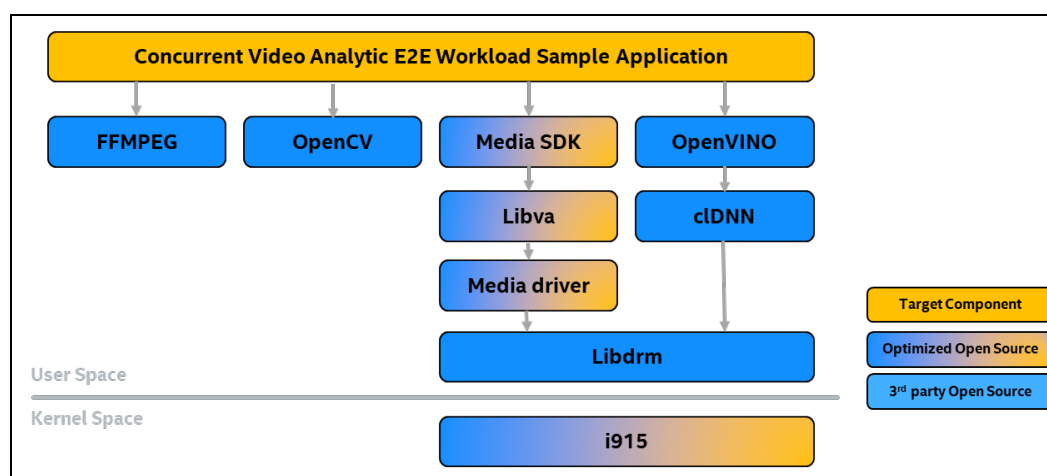 Concurrent Video Analytic E2E Workload Sample Application
FFMPEG
OpenCV
Media SDK
OpenVINO
Libva
clDNN
Media driver
Libdrm
User Space
Kernel Space
i915
Target Component
Optimized Open Source
3rd party Open Source